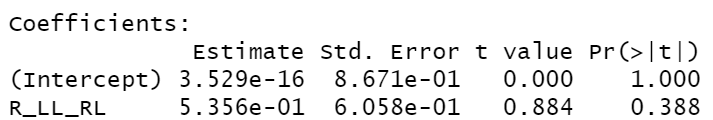 Coefficients:
Estimate Std. Error t value Pr(>|t|)
(Intercept) 3.529e-16 8.671e-01 0.000 1.000
R_LL_RL 5.356e-01 6.058e-01 0.884 0.388